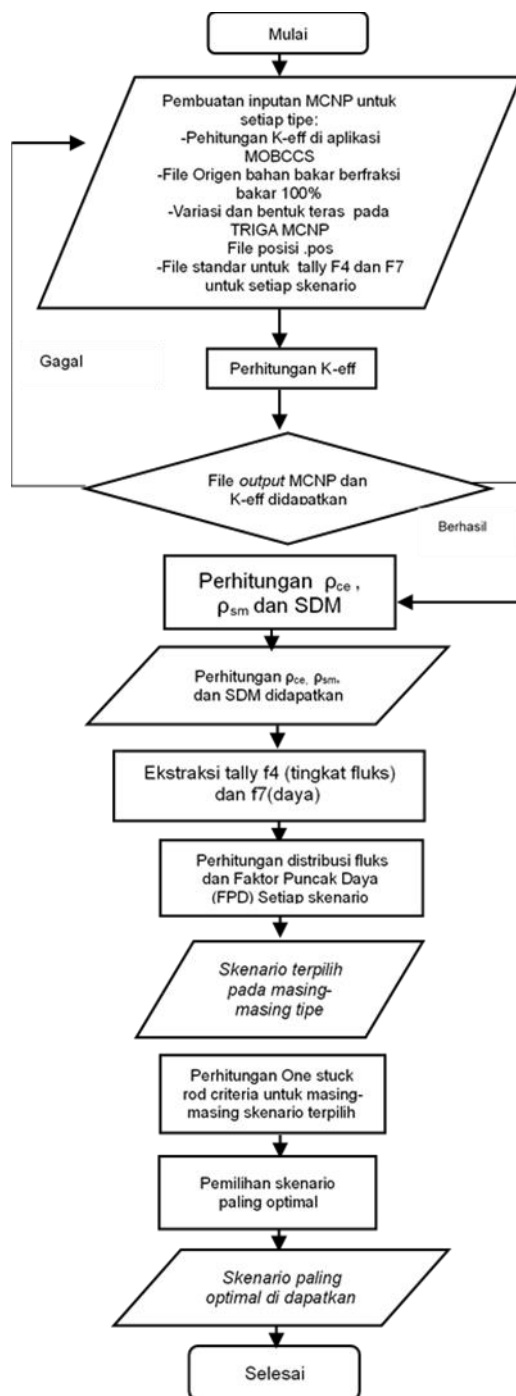 Mulai
Pembuatan inputan MCNP untuk
setiap tipe:
-Pehitungan K-eff di aplikasi
MOBCCS
-File Origen bahan bakar berfraksi
bakar 100%
-Variasi dan bentuk teras pada
TRIGA MCNP
File posisi .pos
-File standar untuk tally F4 dan F7
untuk setiap skenario
Gagal
Perhitungan K-eff
File output MCNP dan
K-eff didapatkan
Berhasil
Perhitungan ρce ,
ρsm dan SDM
Perhitungan ρce, ρsm,
dan SDM didapatkan
Ekstraksi tally f4 (tingkat fluks)
dan f7(daya)
Perhitungan distribusi fluks
dan Faktor Puncak Daya
(FPD) Setiap skenario
Skenario terpilih
pada masing-
masing tipe
Perhitungan One stuck
rod criteria untuk masing-
masing skenario terpilih
Pemilihan skenario
paling optimal
Skenario paling
optimal di dapatkan
Selesai